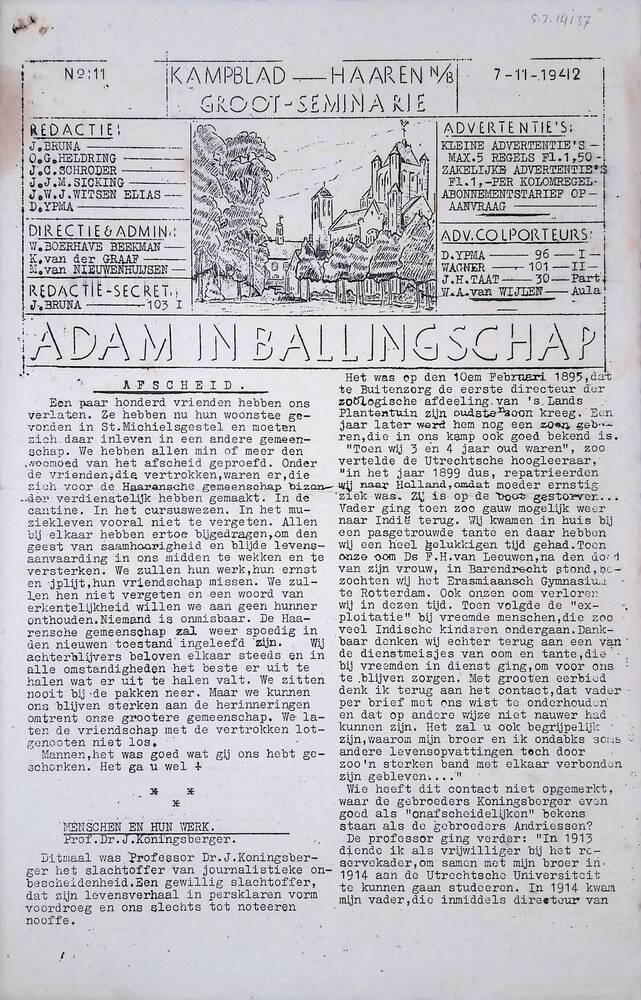 S.J. 14/37
No:11
KAMPBLAD — HAAREN N/B
GROOT-SEMINARIE
7-11-1942
REDACTIE:
J.BRUNA
O.G.HELDRING
J.C.SCHRODER
J.J.M.SICKING
J.W.J.WITSEN ELIAS
D.YPMA
DIRECTIE & ADMIN.:
W.BOERHAVE BEEKMAN
K.van der GRAAF
M.van NIEUWENHUIJSEN
REDACTIE-SECRET.:
J.BRUNA —— 103 I
ADVERTENTIE'S:
KLEINE ADVERTENTIE'S —
MAX.5 REGELS Fl.1,50 -
ZAKELIJKE ADVERTENTIE'S
Fl.1,-PER KOLOMREGEL-
ABONNEMENTSTARIEF OP —
AANVRAAG
ADV.COLPORTEURS:
D.YPMA —— 96 — I —
WAGNER —— 101 — II —
J.H.TAAT —— 30 — Part.
W.A.van WIJLEN —— Aula
ADAM IN BALLINGSCHAP
AFSCHEID.
Een paar honderd vrienden hebben ons
verlaten. Ze hebben nu hun woonstee ge-
vonden in St.Michielsgestel en moeten
zich daar inleven in een andere gemeen-
schap. We hebben allen min of meer den
weemoed van het afscheid geproefd. Onder
de vrienden,die vertrokken,waren er,die
zich voor de Haarensche gemeenschap bizon-
der verdienstelijk hebben gemaakt. In de
cantine. In het cursuswezen. In het mu-
ziekleven vooral niet te vergeten. Allen
bij elkaar hebben ertoe bijgedragen,om den
geest van saamhoorigheid en blijde levens-
aanvaarding in ons midden te wekken en te
versterken. We zullen hun werk,hun ernst
en jplijt,hun vriendschap missen. We zul-
len hen niet vergeten en een woord van
erkentelijkheid willen we aan geen hunner
onthouden.Niemand is onmisbaar. De Haa-
rensche gemeenschap zal weer spoedig in
den nieuwen toestand ingeleefd zijn. Wij
achterblijvers beloven elkaar steeds en in
alle omstandigheden het beste er uit te
halen wat er uit te halen valt. We zitten
nooit bij de pakken neer. Maar we kunnen
ons blijven sterken aan de herinneringen
omtrent onze grootere gemeenschap. We la-
ten de vriendschap met de vertrokken lot-
genooten niet los.
Mannen,het was goed wat gij ons hebt ge-
schonken. Het ga u wel !
* *
*
MENSCHEN EN HUN WERK.
Prof.Dr.J.Koningsberger.
Ditmaal was Professor Dr.J.Koningsber-
ger het slachtoffer van journalistieke on-
bescheidenheid.Een gewillig slachtoffer,
dat zijn levensverhaal in persklaren vorm
voordroeg en ons slechts tot noteeren
nooffe.
Het was op den 10em Februari 1895,dat
te Buitenzorg de eerste directeur der
zoölogische afdeeling van 's Lands
Plantentuin zijn oudste zoon kreeg. Een
jaar later werd hem nog een zoon gebo-
ren,die in ons kamp ook goed bekend is.
"Toen wij 3 en 4 jaar oud waren", zoo
vertelde de Utrechtsche hoogleeraar,
"in het jaar 1899 dus, repatrieerden
wij naar Holland,omdat moeder ernstig
ziek was. Zij is op de boot gestorven...
Vader ging toen zoo gauw mogelijk weer
naar Indië terug. Wij kwamen in huis bij
een pasgetrouwde tante en daar hebben
wij een heel gelukkigen tijd gehad.Toen
onze oom Ds F.H.van Leeuwen,na den dood
van zijn vrouw, in Barendrecht stond,be-
zochten wij het Erasmiaansch Gymnasium
te Rotterdam. Ook onzen oom verloren
wij in dezen tijd. Toen volgde de "ex-
ploitatie" bij vreemde menschen,die zoo
veel Indische kinderen ondergaan.Dank-
baar denken wij echter terug aan een van
de dienstmeisjes van oom en tante,die
bij vreemden in dienst ging,om voor ons
te blijven zorgen. Met grooten eerbied
denk ik terug aan het contact,dat vader
per brief met ons wist te onderhouden
en dat op andere wijze niet nauwer had
kunnen zijn. Het zal u ook begrijpelijk
zijn,waarom mijn broer en ik ondabks soms
andere levensopvattingen toch door
zoo'n sterken band met elkaar verbonden
zijn gebleven...."
Wie heeft dit contact niet opgemerkt,
waar de gebroeders Koningsberger even
goed als "onafscheidelijken" bekens
staan als de gebroeders Andriessen?
De professor ging verder: "In 1913
diende ik als vrijwilliger bij het re-
servekader,om samen met mijn broer in
1914 aan de Utrechtsche Universiteit
te kunnen gaan studeeren. In 1914 kwam
mijn vader,die inmiddels directeur van